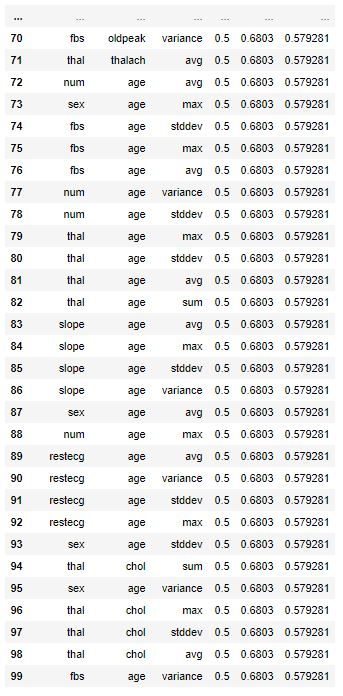 ... ... ... ... ... ... ...
70 fbs oldpeak variance 0.5 0.6803 0.579281
71 thal thalach avg 0.5 0.6803 0.579281
72 num age avg 0.5 0.6803 0.579281
73 sex age max 0.5 0.6803 0.579281
74 fbs age stddev 0.5 0.6803 0.579281
75 fbs age max 0.5 0.6803 0.579281
76 fbs age avg 0.5 0.6803 0.579281
77 num age variance 0.5 0.6803 0.579281
78 num age stddev 0.5 0.6803 0.579281
79 thal age max 0.5 0.6803 0.579281
80 thal age stddev 0.5 0.6803 0.579281
81 thal age avg 0.5 0.6803 0.579281
82 thal age sum 0.5 0.6803 0.579281
83 slope age avg 0.5 0.6803 0.579281
84 slope age max 0.5 0.6803 0.579281
85 slope age stddev 0.5 0.6803 0.579281
86 slope age variance 0.5 0.6803 0.579281
87 sex age avg 0.5 0.6803 0.579281
88 num age max 0.5 0.6803 0.579281
89 restecg age avg 0.5 0.6803 0.579281
90 restecg age variance 0.5 0.6803 0.579281
91 restecg age stddev 0.5 0.6803 0.579281
92 restecg age max 0.5 0.6803 0.579281
93 sex age stddev 0.5 0.6803 0.579281
94 thal chol sum 0.5 0.6803 0.579281
95 sex age variance 0.5 0.6803 0.579281
96 thal chol max 0.5 0.6803 0.579281
97 thal chol stddev 0.5 0.6803 0.579281
98 thal chol avg 0.5 0.6803 0.579281
99 fbs age variance 0.5 0.6803 0.579281